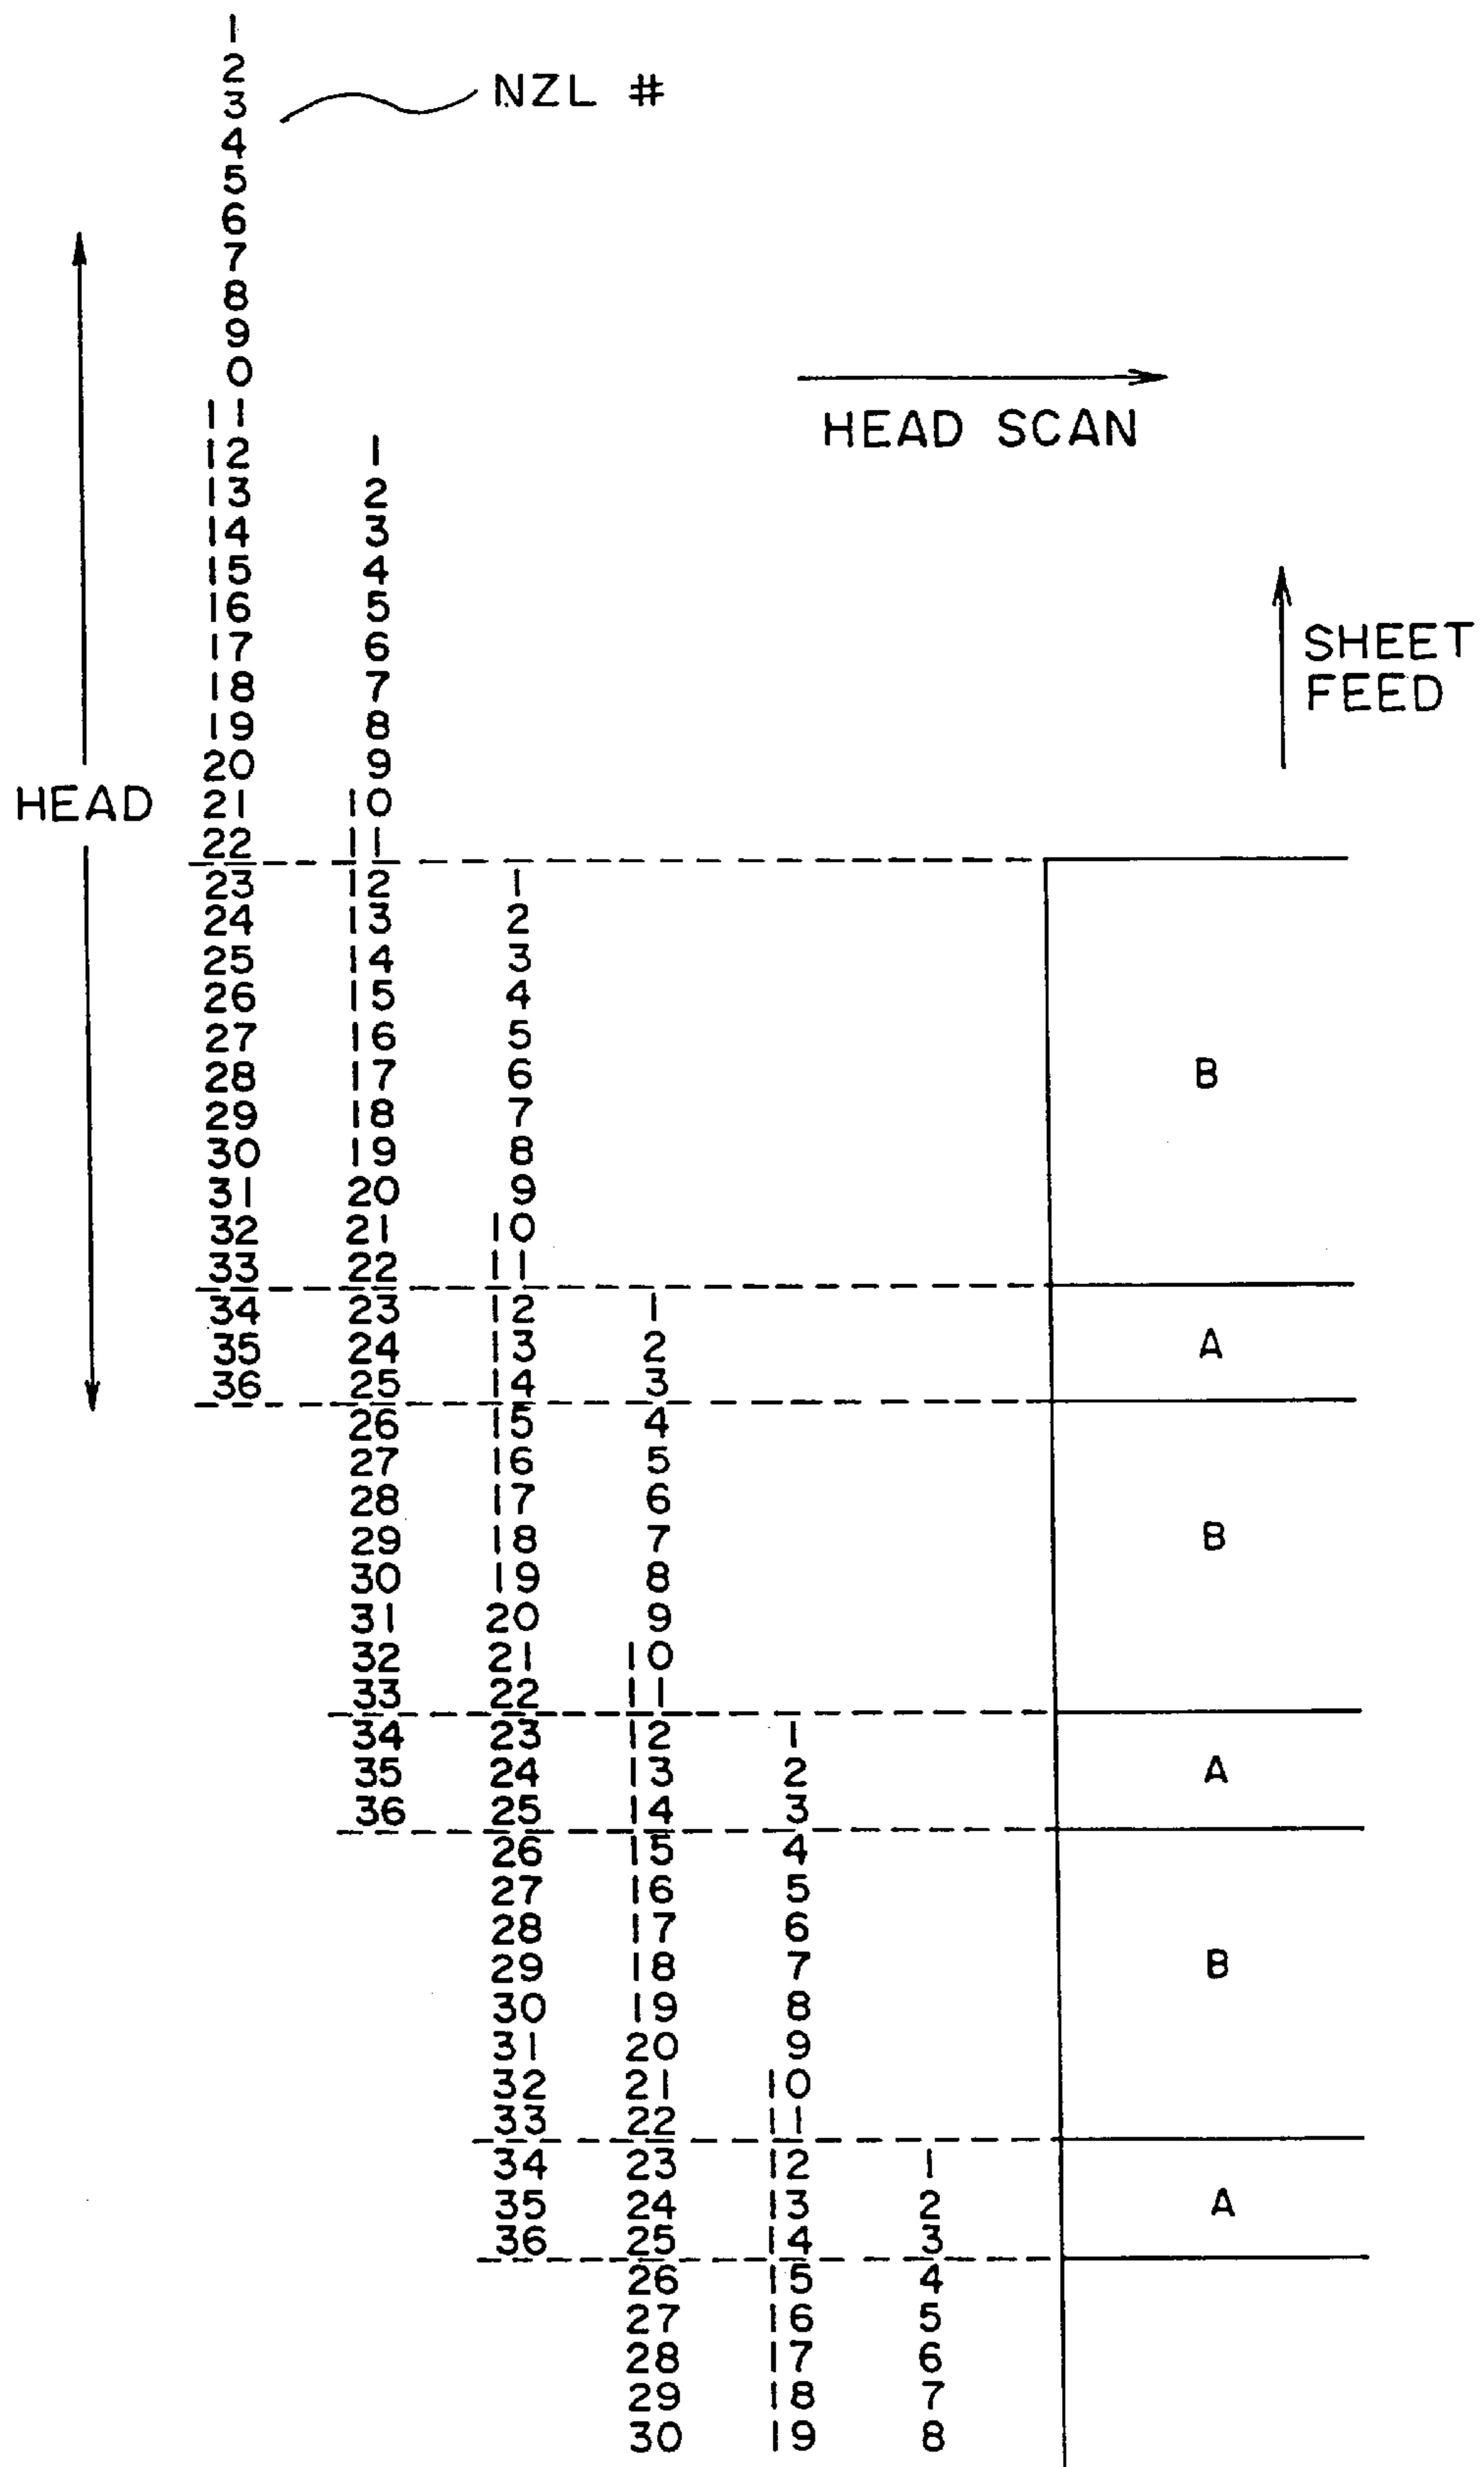 1
2
3 NZL #
4
5
6
7
8
9
0
11
HEAD SCAN
12 1
13 2
14 3
15 4
16 5
17 6 SHEET
18 7 FEED
19 8
20 9
HEAD 21 10
22 11
23 12 1
24 13 2
25 14 3
26 15 4
27 16 5
28 17 6 B
29 18 7
30 19 8
31 20 9
32 21 10
33 22 11
34 23 12 1
35 24 13 2 A
36 25 14 3
26 15 4
27 16 5
28 17 6
29 18 7 B
30 19 8
31 20 9
32 21 10
33 22 11
34 23 12 1
35 24 13 2 A
36 25 14 3
26 15 4
27 16 5
28 17 6
29 18 7 B
30 19 8
31 20 9
32 21 10
33 22 11
34 23 12 1
35 24 13 2 A
36 25 14 3
26 15 4
27 16 5
28 17 6
29 18 7
30 19 8